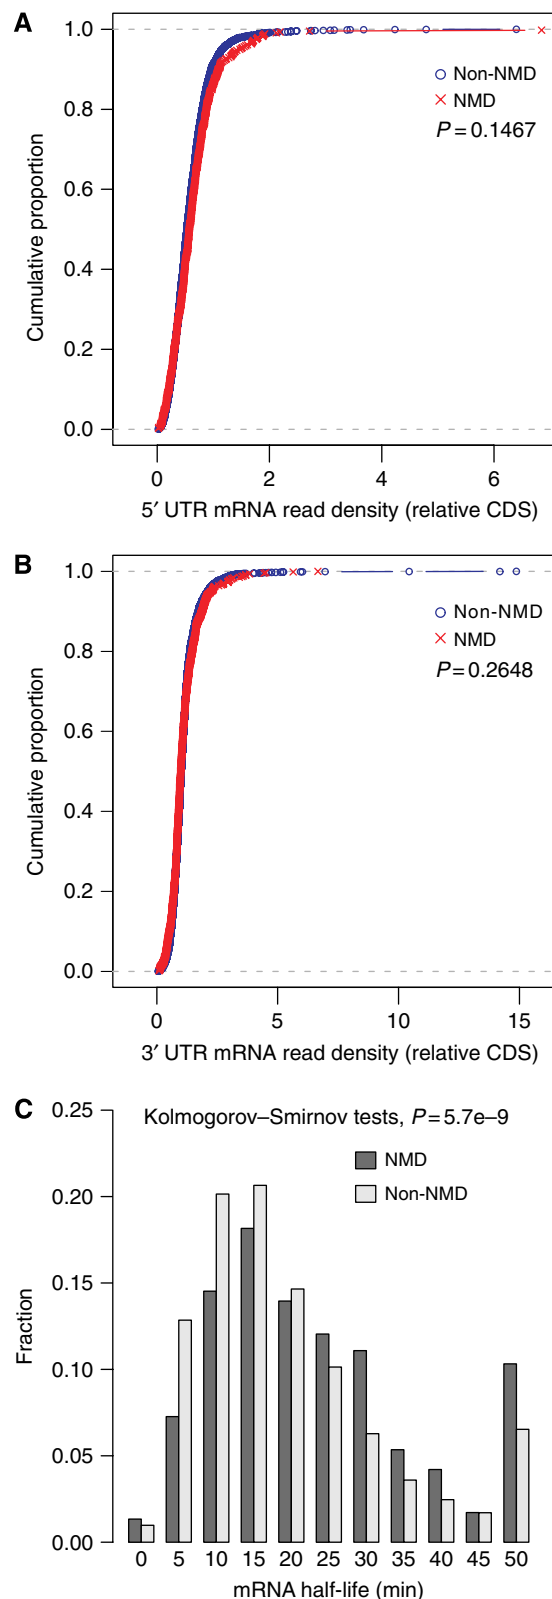 A
1.0
0.8
0.6
0.4
0.2
0.0
Cumulative proportion
Non-NMD
NMD
P = 0.1467
0 2 4 6
5′ UTR mRNA read density (relative CDS)
B
1.0
0.8
0.6
0.4
0.2
0.0
Cumulative proportion
Non-NMD
NMD
P = 0.2648
0 5 10 15
3′ UTR mRNA read density (relative CDS)
C
Kolmogorov–Smirnov tests, P = 5.7e–9
NMD
Non-NMD
0.25
0.20
0.15
0.10
0.05
0.00
Fraction
0 5 10 15 20 25 30 35 40 45 50
mRNA half-life (min)